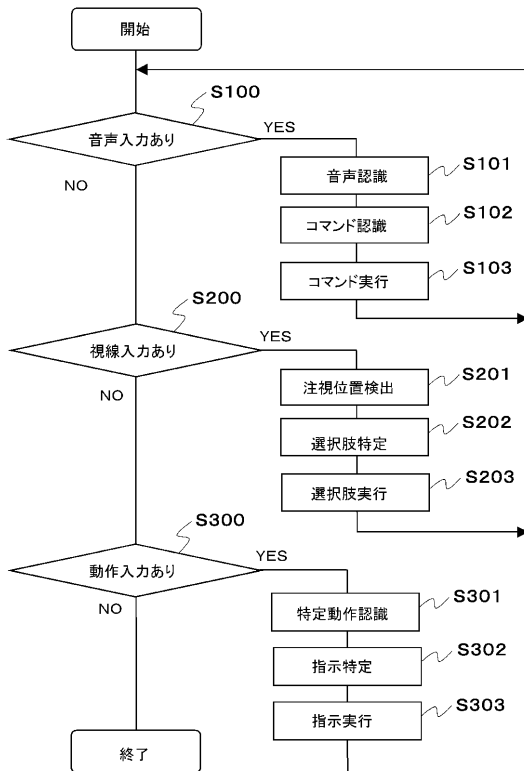 開始
S100
音声入力あり
YES
NO
音声認識
S101
コマンド認識
S102
コマンド実行
S103
S200
視線入力あり
YES
NO
注視位置検出
S201
選択肢特定
S202
選択肢実行
S203
S300
動作入力あり
YES
NO
特定動作認識
S301
指示特定
S302
指示実行
S303
終了